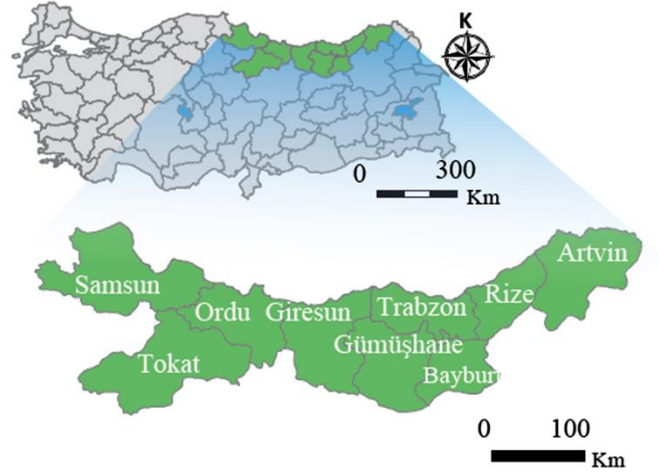 K
0 300
Km
Artvin
Samsun
Rize
Ordu Giresun Trabzon
Gümüşhane
Tokat
Bayburt
0 100
Km